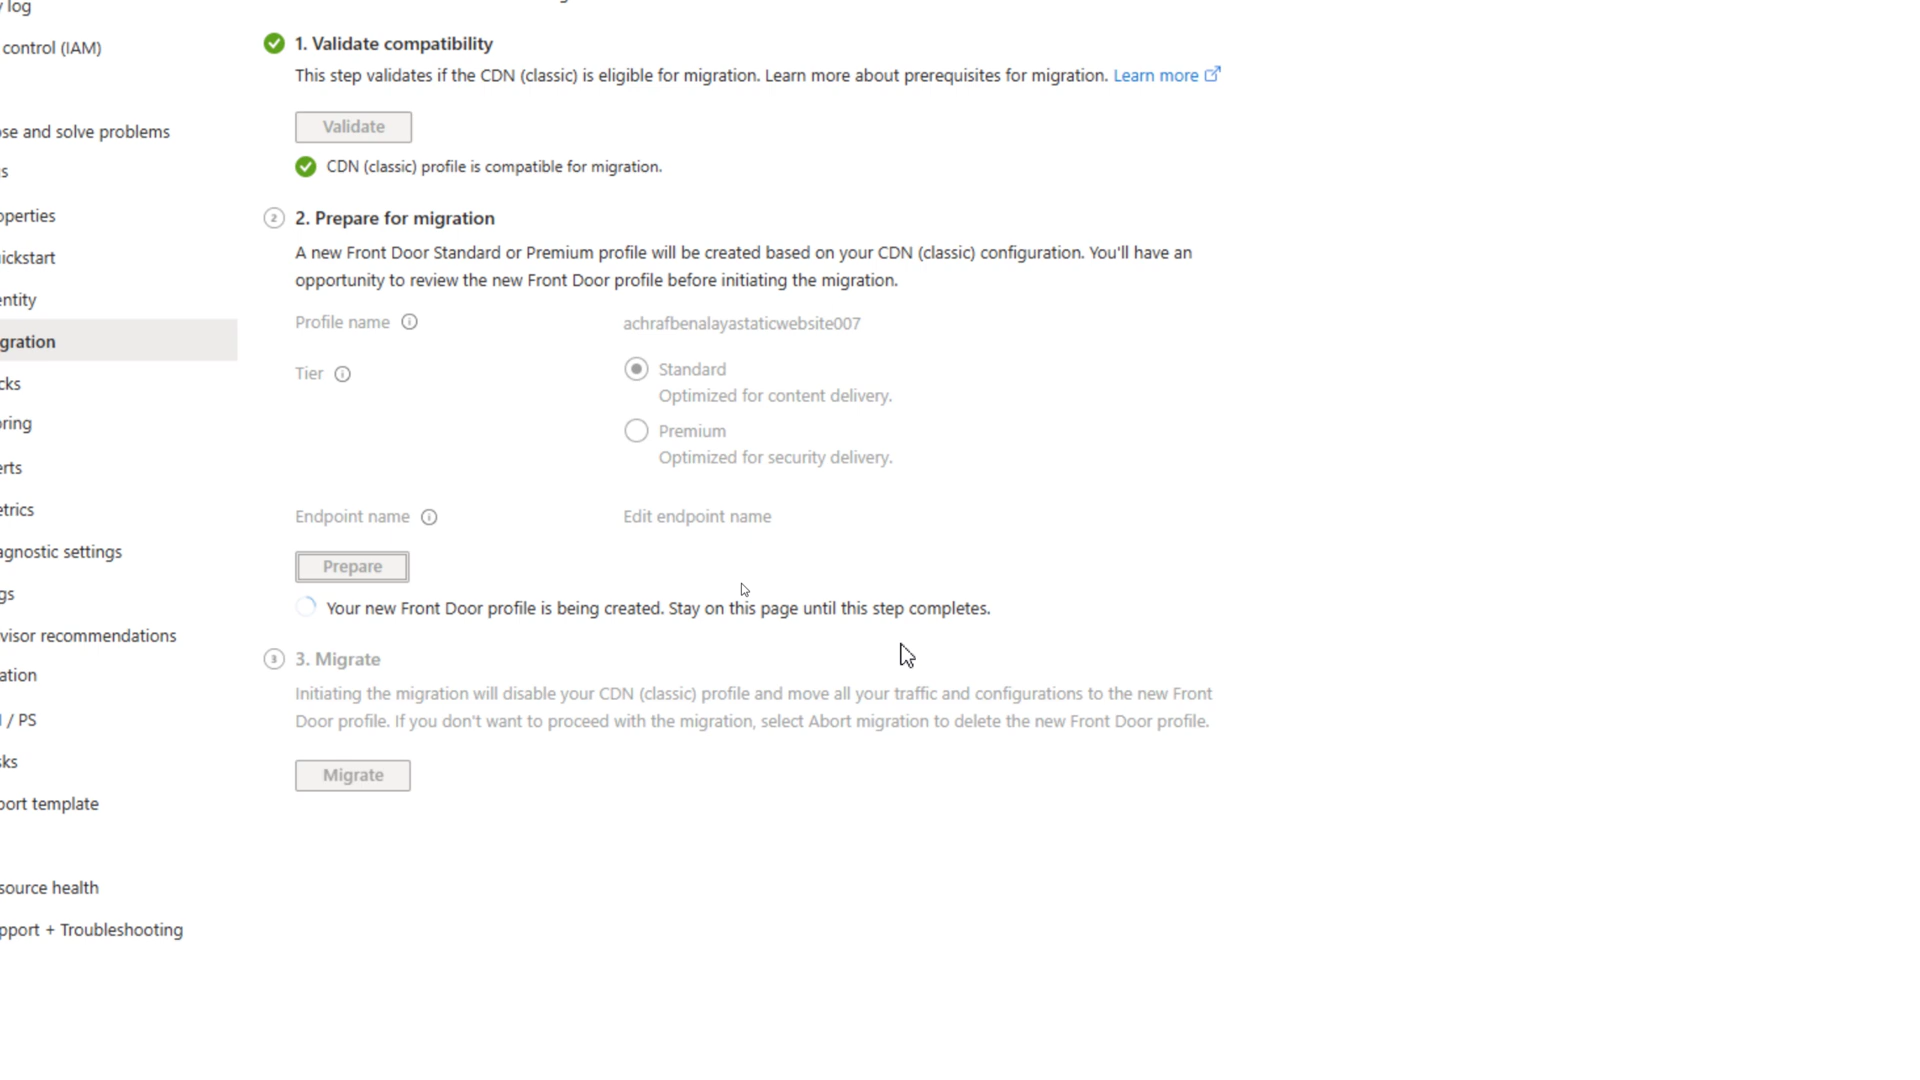 log
control (IAM)
se and solve problems
s
operties
ickstart
entity
gration
cks
oring
erts
etrics
agnostic settings
gs
visor recommendations
ation
I / PS
sks
port template
source health
pport + Troubleshooting
1. Validate compatibility
This step validates if the CDN (classic) is eligible for migration. Learn more about prerequisites for migration. Learn more
Validate
CDN (classic) profile is compatible for migration.
2 2. Prepare for migration
A new Front Door Standard or Premium profile will be created based on your CDN (classic) configuration. You'll have an
opportunity to review the new Front Door profile before initiating the migration.
Profile name achrafbenalayastaticwebsite007
Tier Standard
Optimized for content delivery.
Premium
Optimized for security delivery.
Endpoint name Edit endpoint name
Prepare
Your new Front Door profile is being created. Stay on this page until this step completes.
3 3. Migrate
Initiating the migration will disable your CDN (classic) profile and move all your traffic and configurations to the new Front
Door profile. If you don't want to proceed with the migration, select Abort migration to delete the new Front Door profile.
Migrate